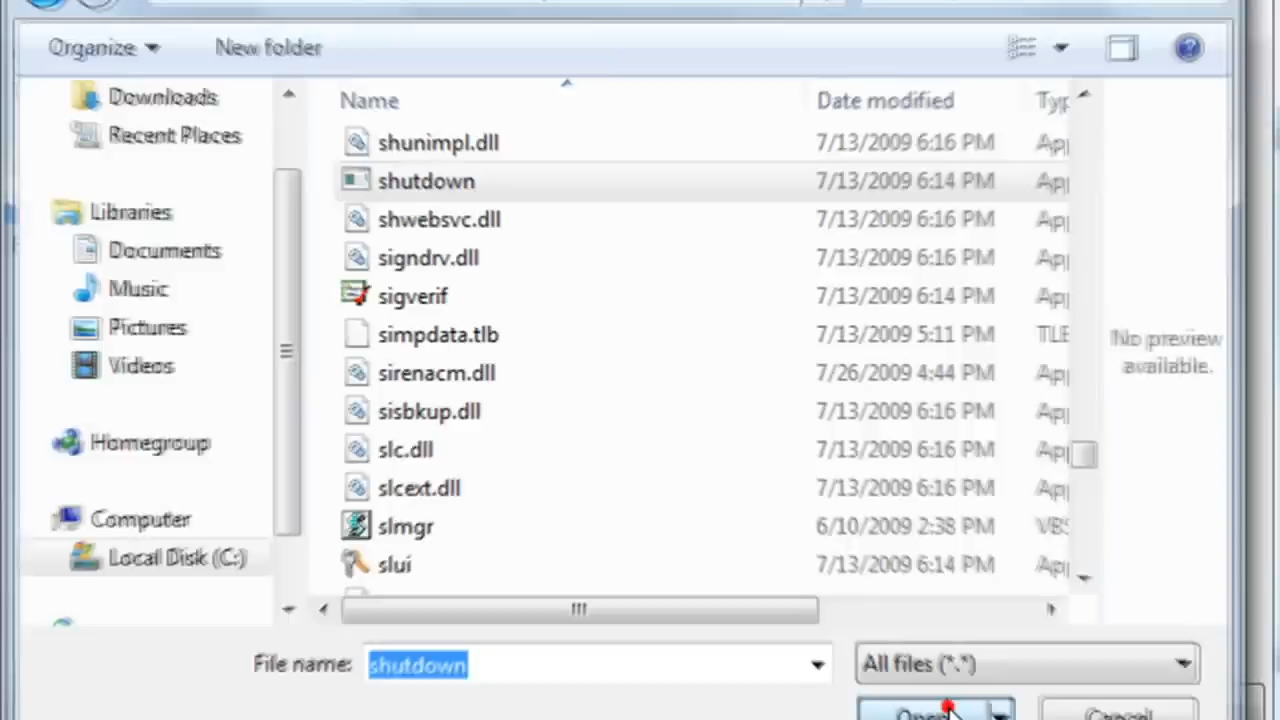 Organize New folder
Downloads
Recent Places
Libraries
Documents
Music
Pictures
Videos
Homegroup
Computer
Local Disk (C:)
Name Date modified Typ
shunimpl.dll 7/13/2009 6:16 PM App
shutdown 7/13/2009 6:14 PM App
shwebsvc.dll 7/13/2009 6:16 PM App
signdrv.dll 7/13/2009 6:16 PM App
sigverif 7/13/2009 6:14 PM App
simpdata.tlb 7/13/2009 5:11 PM TLE
sirenacm.dll 7/26/2009 4:44 PM App
sisbkup.dll 7/13/2009 6:16 PM App
slc.dll 7/13/2009 6:16 PM App
slcext.dll 7/13/2009 6:16 PM App
slmgr 6/10/2009 2:38 PM VBS
slui 7/13/2009 6:14 PM App
No preview
available.
File name: shutdown All files (*.*)
Open Cancel